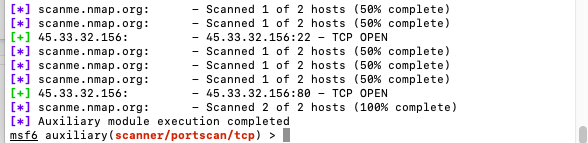 [*] scanme.nmap.org: - Scanned 1 of 2 hosts (50% complete)
[*] scanme.nmap.org: - Scanned 1 of 2 hosts (50% complete)
[+] 45.33.32.156: - 45.33.32.156:22 - TCP OPEN
[*] scanme.nmap.org: - Scanned 1 of 2 hosts (50% complete)
[*] scanme.nmap.org: - Scanned 1 of 2 hosts (50% complete)
[*] scanme.nmap.org: - Scanned 1 of 2 hosts (50% complete)
[+] 45.33.32.156: - 45.33.32.156:80 - TCP OPEN
[*] scanme.nmap.org: - Scanned 2 of 2 hosts (100% complete)
[*] Auxiliary module execution completed
msf6 auxiliary(scanner/portscan/tcp) >